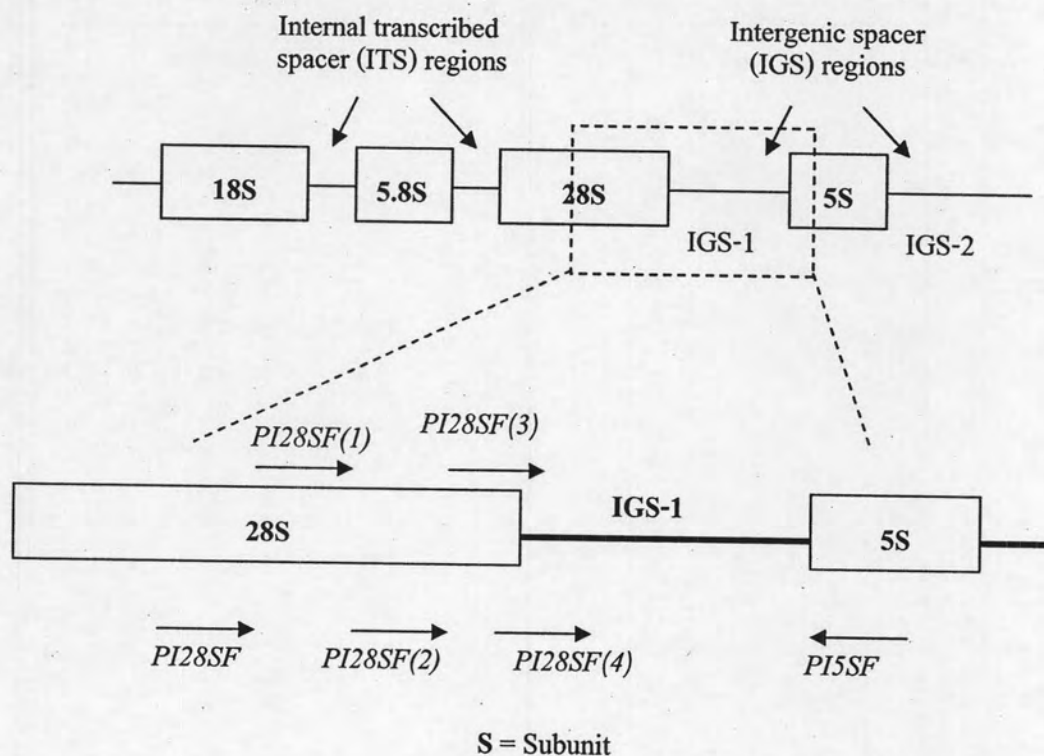 Internal transcribed
spacer (ITS) regions
Intergenic spacer
(IGS) regions
18S
5.8S
28S
5S
IGS-1
IGS-2
PI28SF(1)
PI28SF(3)
28S
IGS-1
5S
PI28SF
PI28SF(2)
PI28SF(4)
PI5SF
S = Subunit